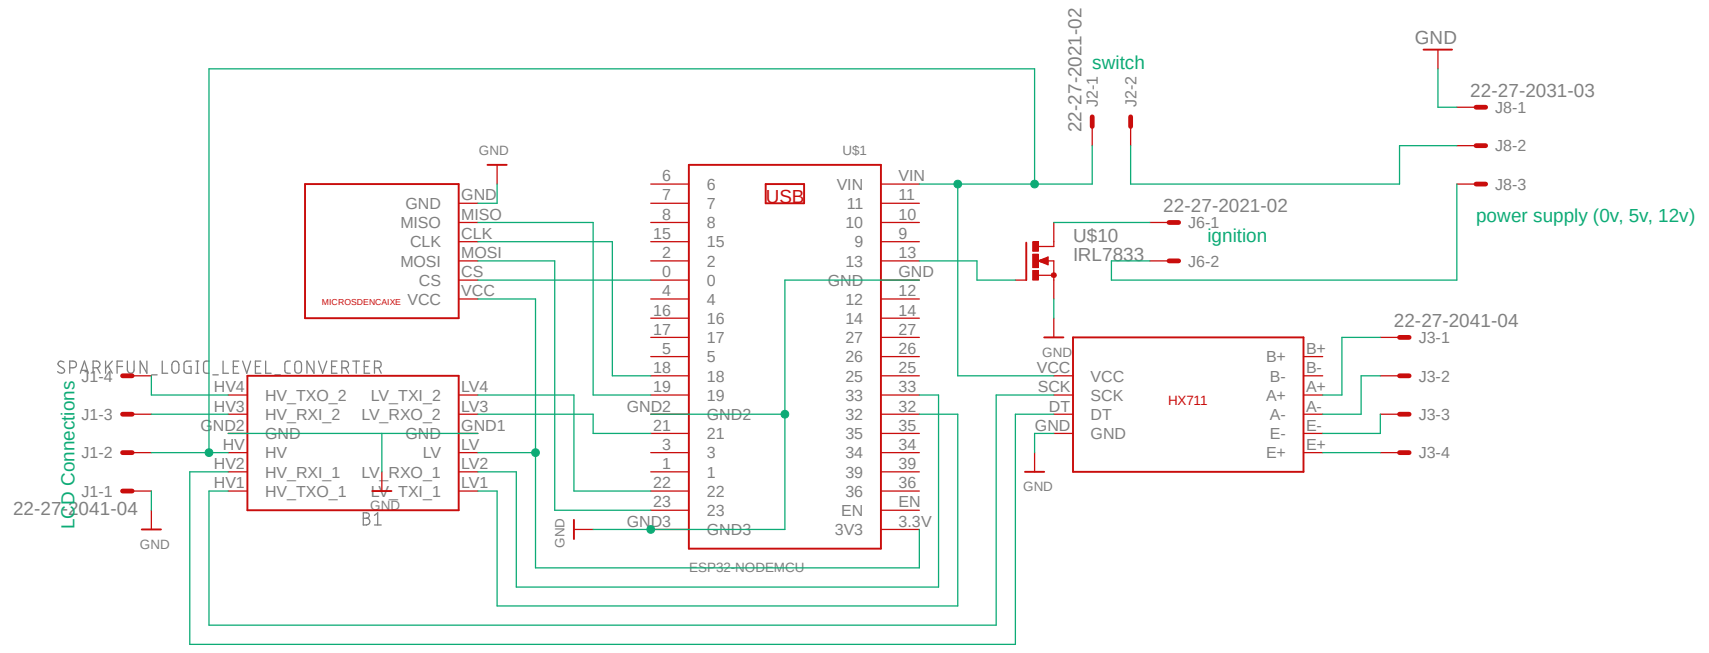 22-27-2021-02
J2-1
switch
J2-2
GND
22-27-2031-03
J8-1
J8-2
J8-3
power supply (0v, 5v, 12v)
GND
GND
MISO
CLK
MOSI
CS
VCC
GND
MISO
CLK
MOSI
CS
VCC
MICROSDENCAIXE
U$1
USB
6
7
8
15
2
0
4
16
17
5
18
19
GND2
21
3
1
22
23
GND3
6
7
8
15
2
0
4
16
17
5
18
19
GND2
21
3
1
22
23
GND3
VIN
11
10
9
13
GND
12
14
27
26
25
33
32
35
34
39
36
EN
3V3
VIN
11
10
9
13
GND
12
14
27
26
25
33
32
35
34
39
36
EN
3.3V
ESP32-NODEMCU
GND
22-27-2021-02
J6-1
ignition
J6-2
U$10
IRL7833
GND
22-27-2041-04
J3-1
J3-2
J3-3
J3-4
VCC
SCK
DT
GND
VCC
SCK
DT
GND
HX711
B+
B-
A+
A-
E-
E+
B+
B-
A+
A-
E-
E+
GND
SPARKFUN_LOGIC_LEVEL_CONVERTER
J1-4
J1-3
J1-2
J1-1
LCD Connections
22-27-2041-04
GND
HV4
HV3
GND2
HV
HV2
HV1
HV_TXO_2
HV_RXI_2
GND
HV
HV_RXI_1
HV_TXO_1
LV_TXI_2
LV_RXO_2
GND
LV
LV_RXO_1
LV_TXI_1
LV4
LV3
GND1
LV
LV2
LV1
GND
B1